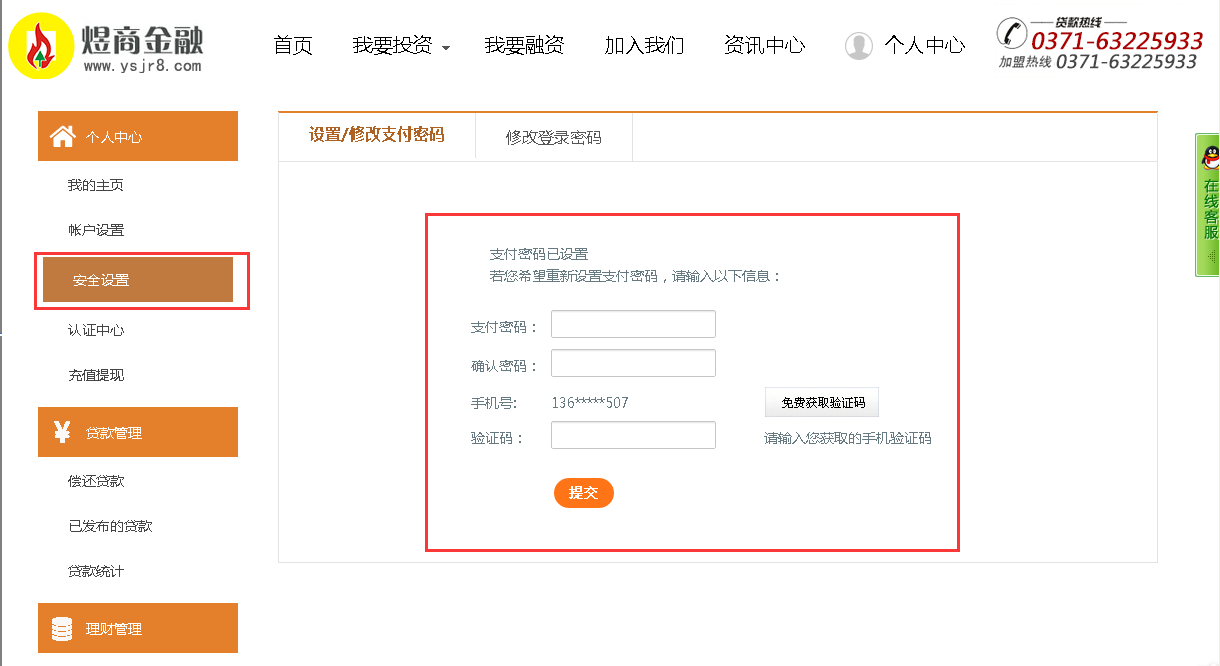 煜商金融
www.ysjr8.com
首页
我要投资
我要融资
加入我们
资讯中心
个人中心
贷款热线
0371-63225933
加盟热线 0371-63225933
个人中心
我的主页
帐户设置
安全设置
认证中心
充值提现
¥ 贷款管理
偿还贷款
已发布的贷款
贷款统计
理财管理
设置/修改支付密码
修改登录密码
支付密码已设置
若您希望重新设置支付密码，请输入以下信息：
支付密码：
确认密码：
手机号: 136*****507
免费获取验证码
验证码：
请输入您获取的手机验证码
提交
在线客服